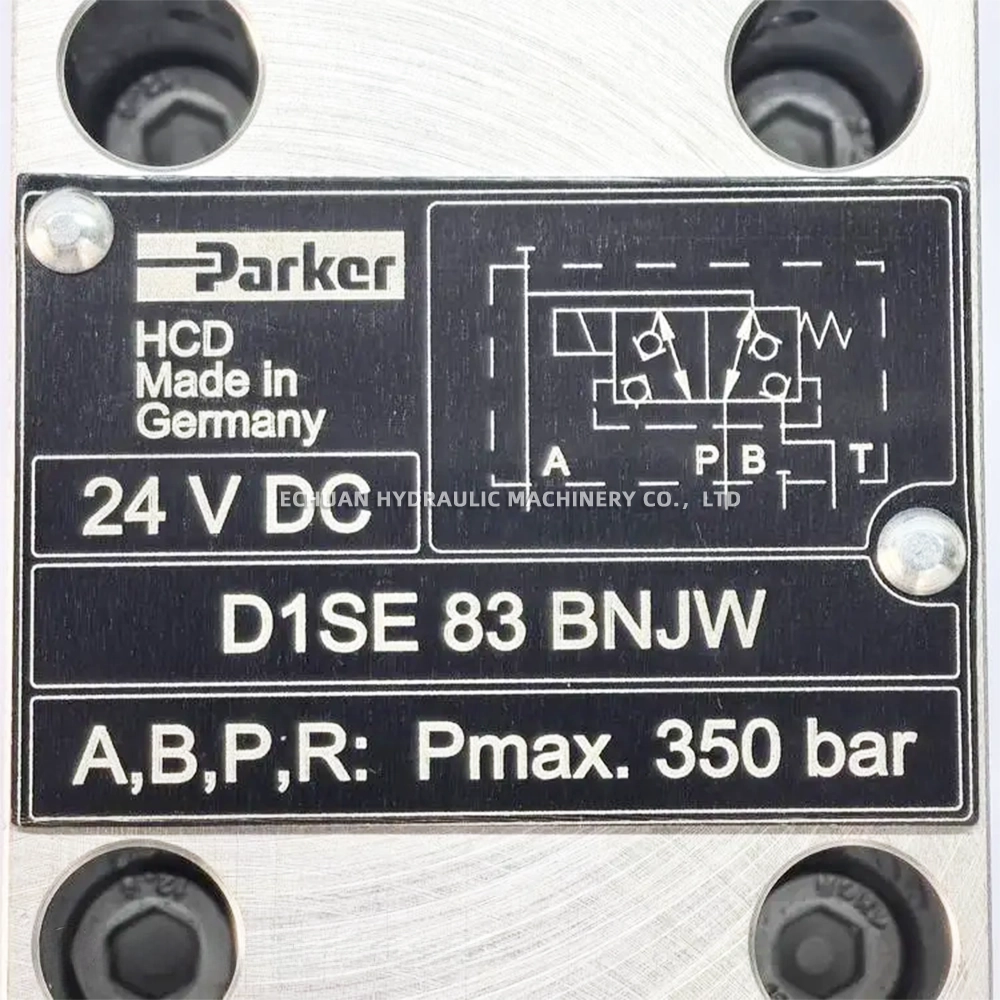 Parker
HCD
Made in
Germany
A P B T
24 V DC
ECHUAN HYDRAULIC MACHINERY CO., LTD
D1SE 83 BNJW
A,B,P,R: Pmax. 350 bar